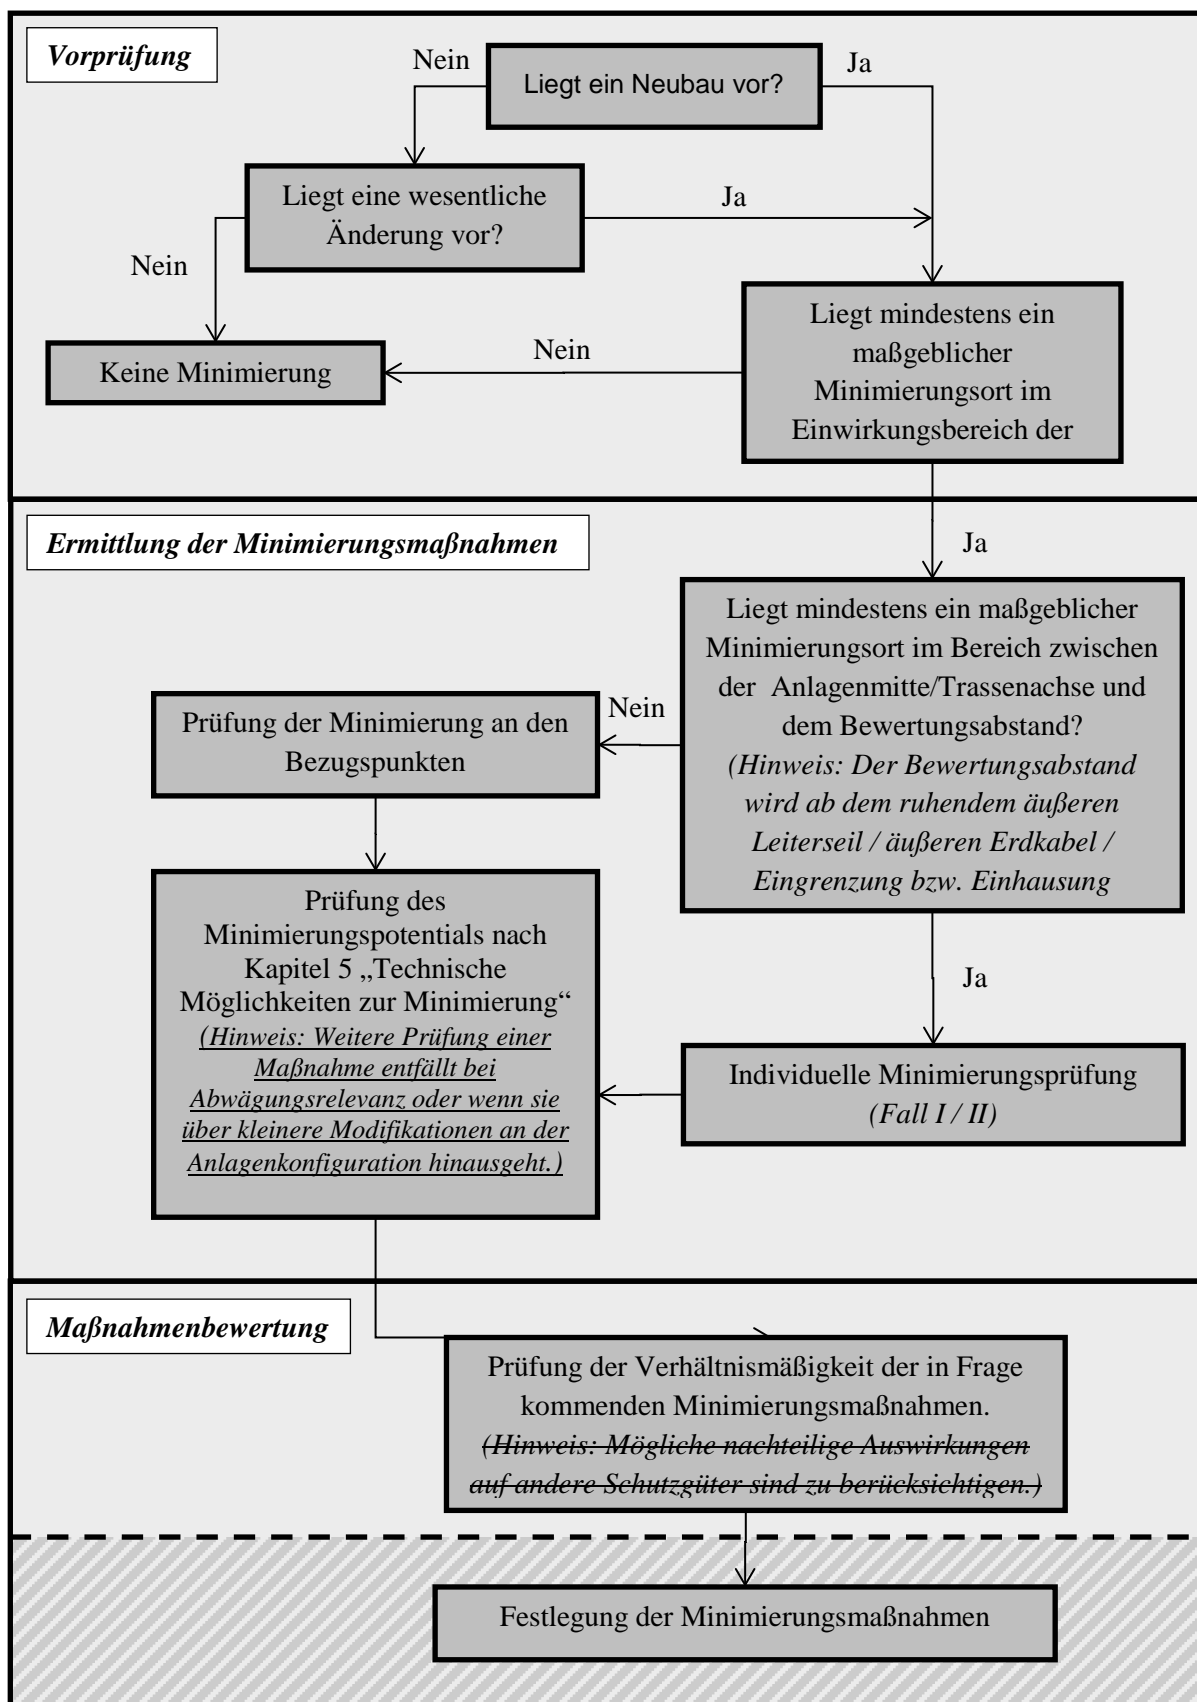 Vorprüfung
Nein
Ja
Liegt ein Neubau vor?
Liegt eine wesentliche
Änderung vor?
Ja
Nein
Liegt mindestens ein
maßgeblicher
Minimierungsort im
Einwirkungsbereich der
Nein
Keine Minimierung
Ermittlung der Minimierungsmaßnahmen
Ja
Liegt mindestens ein maßgeblicher
Minimierungsort im Bereich zwischen
der Anlagenmitte/Trassenachse und
dem Bewertungsabstand?
(Hinweis: Der Bewertungsabstand
wird ab dem ruhendem äußeren
Leiterseil / äußeren Erdkabel /
Eingrenzung bzw. Einhausung
Nein
Prüfung der Minimierung an den
Bezugspunkten
Prüfung des
Minimierungspotentials nach
Kapitel 5 „Technische
Möglichkeiten zur Minimierung“
(Hinweis: Weitere Prüfung einer
Maßnahme entfällt bei
Abwägungsrelevanz oder wenn sie
über kleinere Modifikationen an der
Anlagenkonfiguration hinausgeht.)
Ja
Individuelle Minimierungsprüfung
(Fall I / II)
Maßnahmenbewertung
Prüfung der Verhältnismäßigkeit der in Frage
kommenden Minimierungsmaßnahmen.
(Hinweis: Mögliche nachteilige Auswirkungen
auf andere Schutzgüter sind zu berücksichtigen.)
Festlegung der Minimierungsmaßnahmen